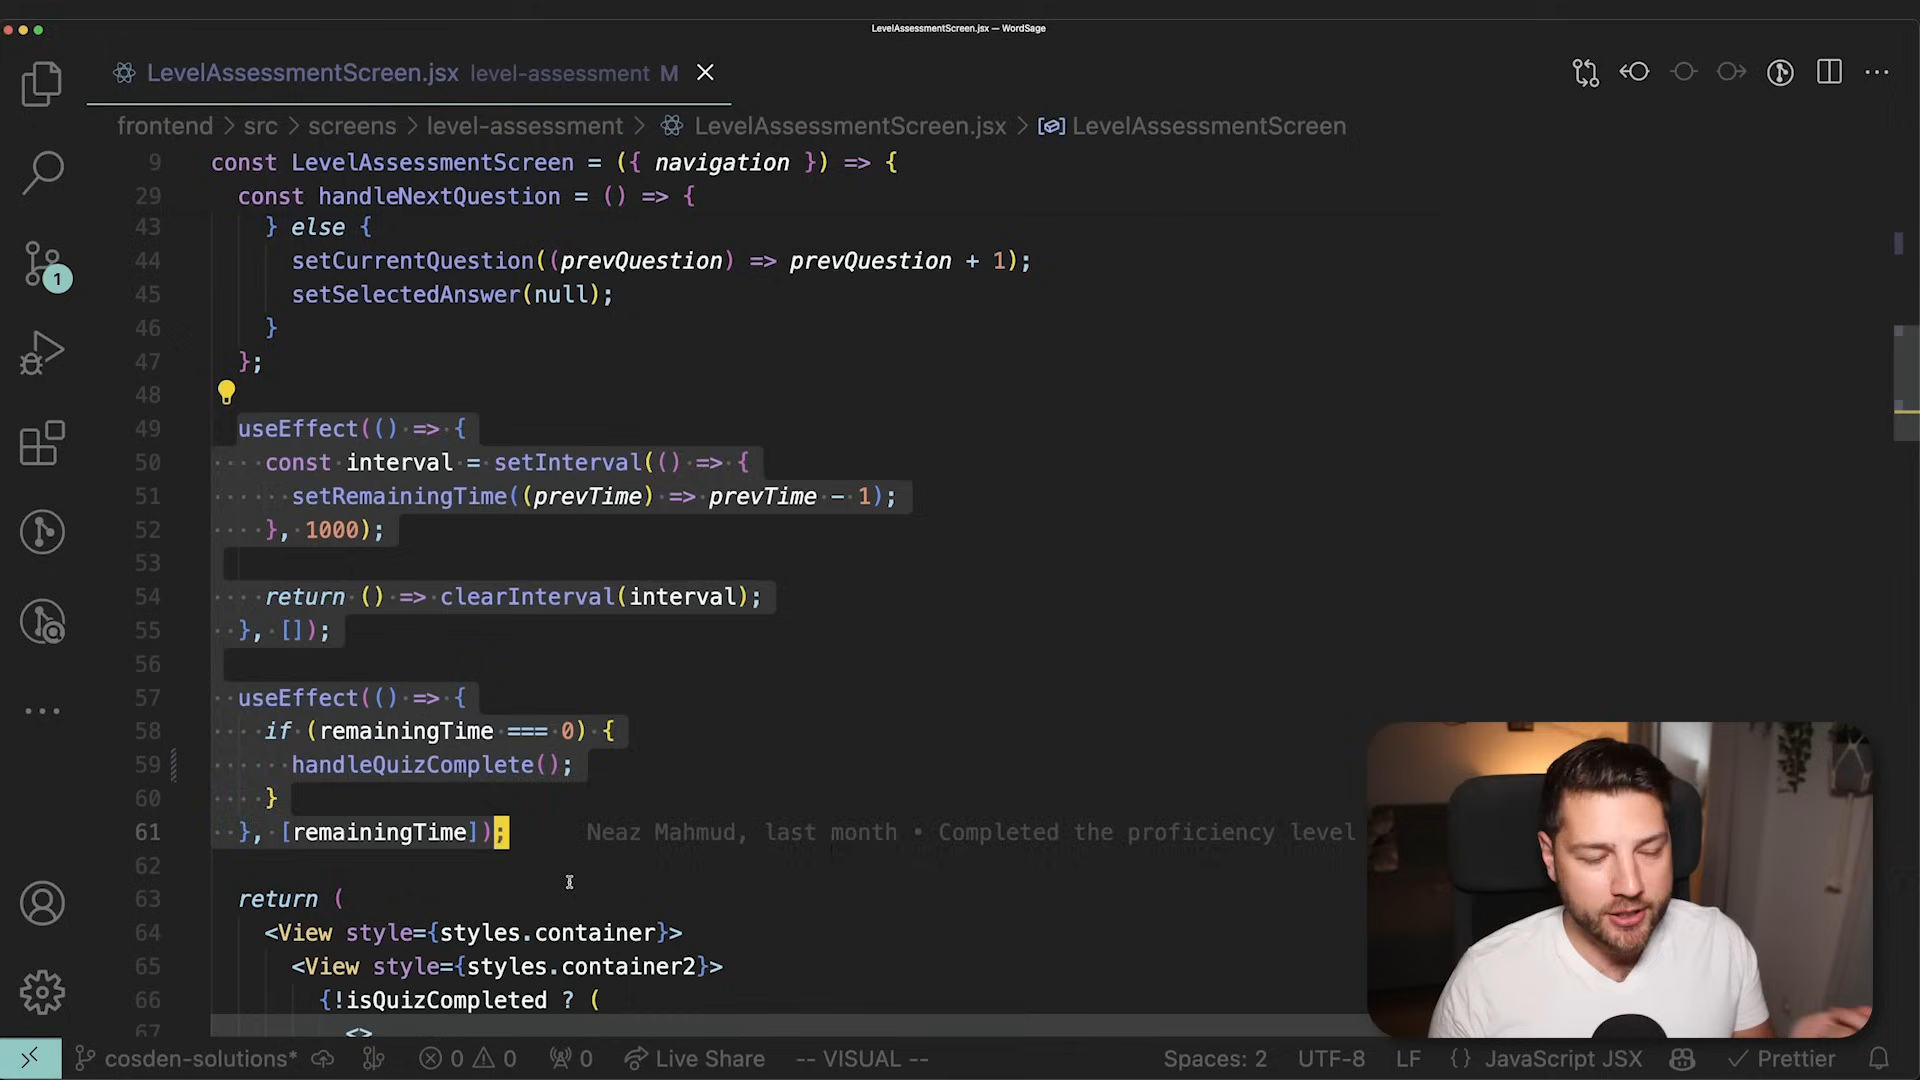 LevelAssessmentScreen.jsx — WordSage
LevelAssessmentScreen.jsx level-assessment M
frontend > src > screens > level-assessment > LevelAssessmentScreen.jsx > LevelAssessmentScreen
9 const LevelAssessmentScreen = ({ navigation }) => {
29 const handleNextQuestion = () => {
43 } else {
44 setCurrentQuestion((prevQuestion) => prevQuestion + 1);
45 setSelectedAnswer(null);
46 }
47 };
48
49 useEffect(() => {
50 const interval = setInterval(() => {
51 setRemainingTime((prevTime) => prevTime - 1);
52 }, 1000);
53
54 return () => clearInterval(interval);
55 }, []);
56
57 useEffect(() => {
58 if (remainingTime === 0) {
59 handleQuizComplete();
60 }
61 }, [remainingTime]); Neaz Mahmud, last month • Completed the proficiency level
62
63 return (
64 <View style={styles.container}>
65 <View style={styles.container2}>
66 {!isQuizCompleted ? (
67 <>
1
cosden-solutions* 0 0 0 Live Share -- VISUAL -- Spaces: 2 UTF-8 LF {} JavaScript JSX Prettier